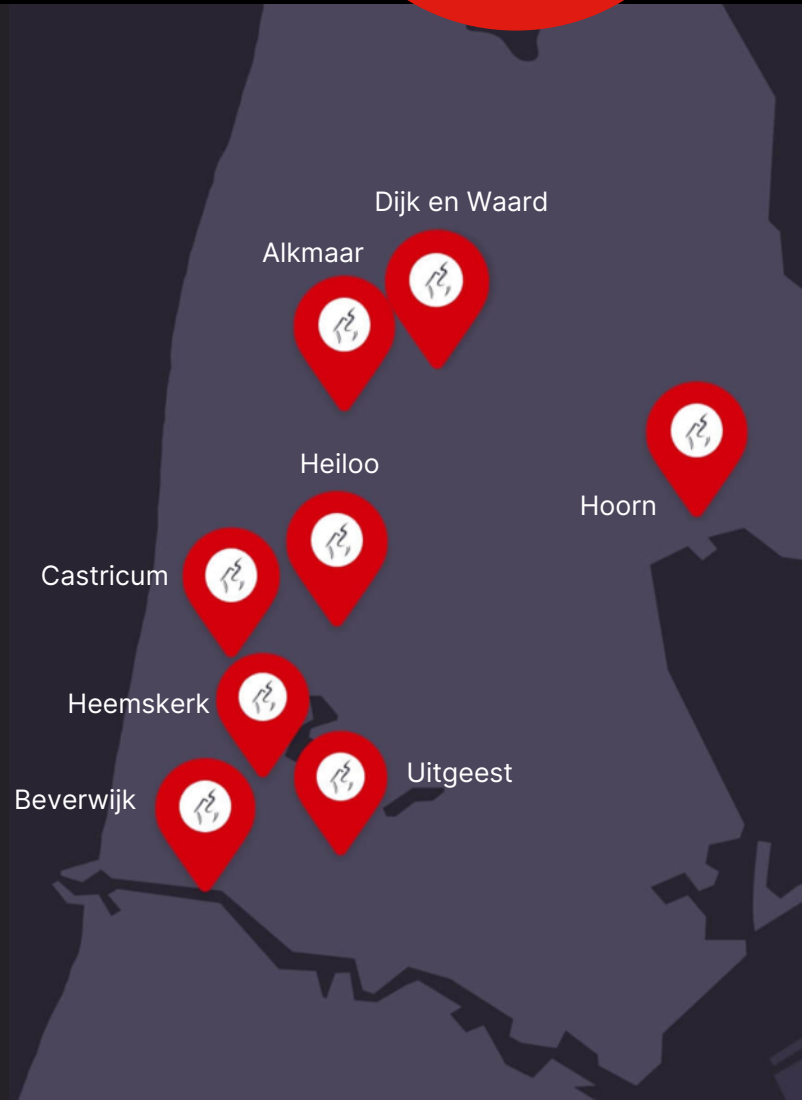 Dijk en Waard
Alkmaar
Heiloo
Hoorn
Castricum
Heemskerk
Uitgeest
Beverwijk